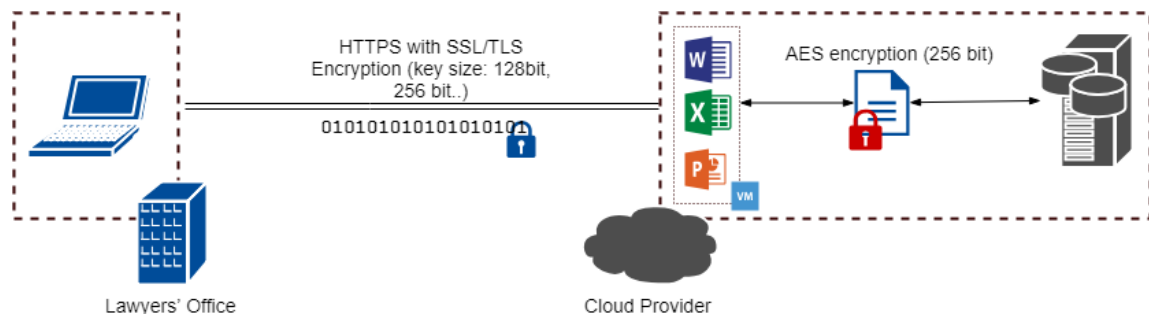 HTTPS with SSL/TLS
Encryption (key size: 128bit,
256 bit..)
010101010101010101
AES encryption (256 bit)
W
X
P
VM
Lawyers' Office
Cloud Provider